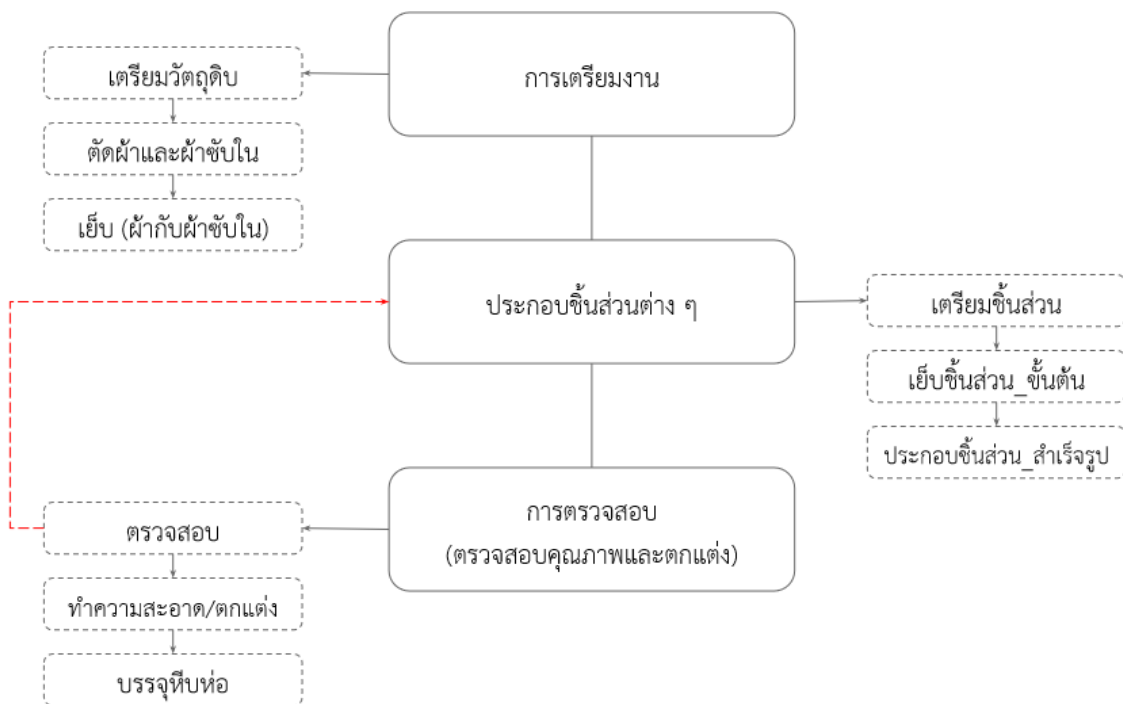 การเตรียมงาน
เตรียมวัตถุดิบ
ตัดผ้าและผ้าซับใน
เย็บ (ผ้ากับผ้าซับใน)
ประกอบชิ้นส่วนต่าง ๆ
เตรียมชิ้นส่วน
เย็บชิ้นส่วน_ขั้นต้น
ประกอบชิ้นส่วน_สำเร็จรูป
การตรวจสอบ
(ตรวจสอบคุณภาพและตกแต่ง)
ตรวจสอบ
ทำความสะอาด/ตกแต่ง
บรรจุหีบห่อ